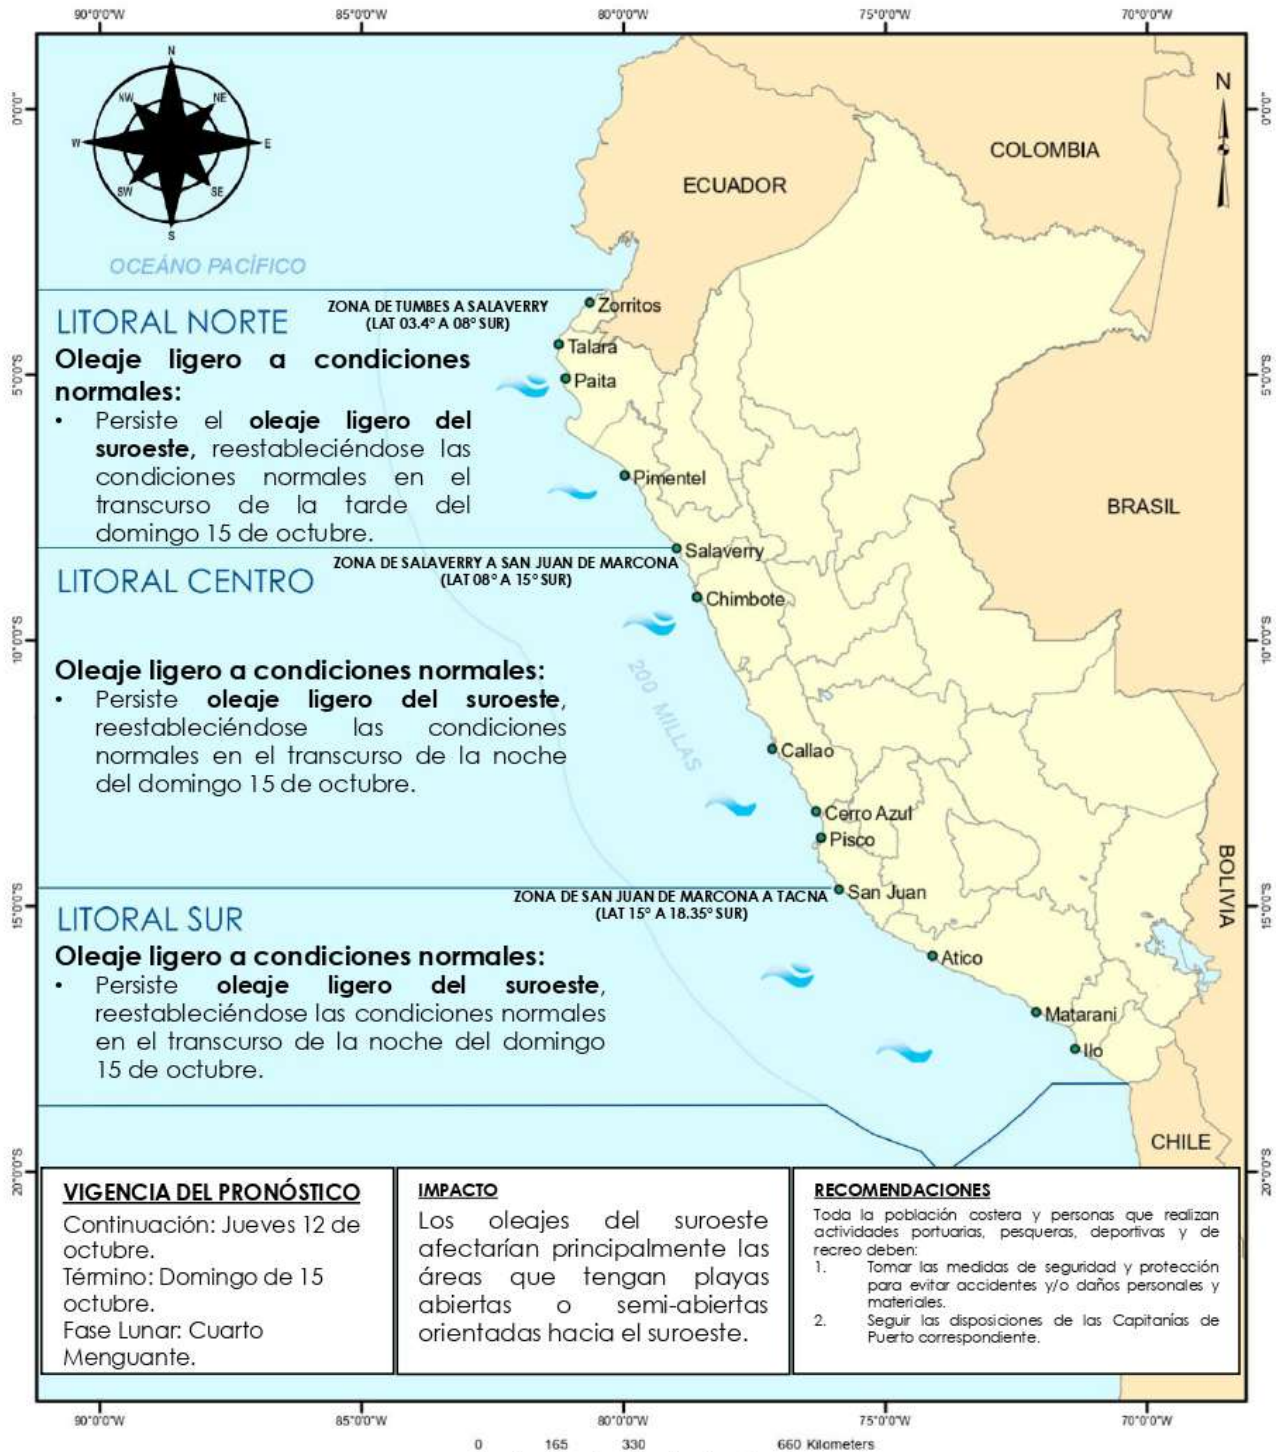 90°0'0"W 85°0'0"W 80°0'0"W 75°0'0"W 70°0'0"W
0°0'0"
5°0'0"S
10°0'0"S
15°0'0"S
20°0'0"S
N
NE
E
SE
S
SW
W
NW
N
COLOMBIA
ECUADOR
BRASIL
BOLIVIA
CHILE
OCEÁNO PACÍFICO
200 MILLAS
Zorritos
Talara
Paita
Pimentel
Salaverry
Chimbote
Callao
Cerro Azul
Pisco
San Juan
Atico
Matarani
Ilo
LITORAL NORTE
ZONA DE TUMBES A SALAVERRY
(LAT 03.4° A 08° SUR)
Oleaje ligero a condiciones
normales:
• Persiste el oleaje ligero del
suroeste, reestableciéndose las
condiciones normales en el
transcurso de la tarde del
domingo 15 de octubre.
LITORAL CENTRO
ZONA DE SALAVERRY A SAN JUAN DE MARCONA
(LAT 08° A 15° SUR)
Oleaje ligero a condiciones normales:
• Persiste oleaje ligero del suroeste,
reestableciéndose las condiciones
normales en el transcurso de la noche
del domingo 15 de octubre.
LITORAL SUR
ZONA DE SAN JUAN DE MARCONA A TACNA
(LAT 15° A 18.35° SUR)
Oleaje ligero a condiciones normales:
• Persiste oleaje ligero del suroeste,
reestableciéndose las condiciones normales
en el transcurso de la noche del domingo
15 de octubre.
VIGENCIA DEL PRONÓSTICO
Continuación: Jueves 12 de
octubre.
Término: Domingo de 15
octubre.
Fase Lunar: Cuarto
Menguante.
IMPACTO
Los oleajes del suroeste
afectarían principalmente las
áreas que tengan playas
abiertas o semi-abiertas
orientadas hacia el suroeste.
RECOMENDACIONES
Toda la población costera y personas que realizan
actividades portuarias, pesqueras, deportivas y de
recreo deben:
1. Tomar las medidas de seguridad y protección
para evitar accidentes y/o daños personales y
materiales.
2. Seguir las disposiciones de las Capitanías de
Puerto correspondiente.
0°0'0"
5°0'0"S
10°0'0"S
15°0'0"S
20°0'0"S
90°0'0"W 85°0'0"W 80°0'0"W 75°0'0"W 70°0'0"W
0 165 330 660 Kilometers